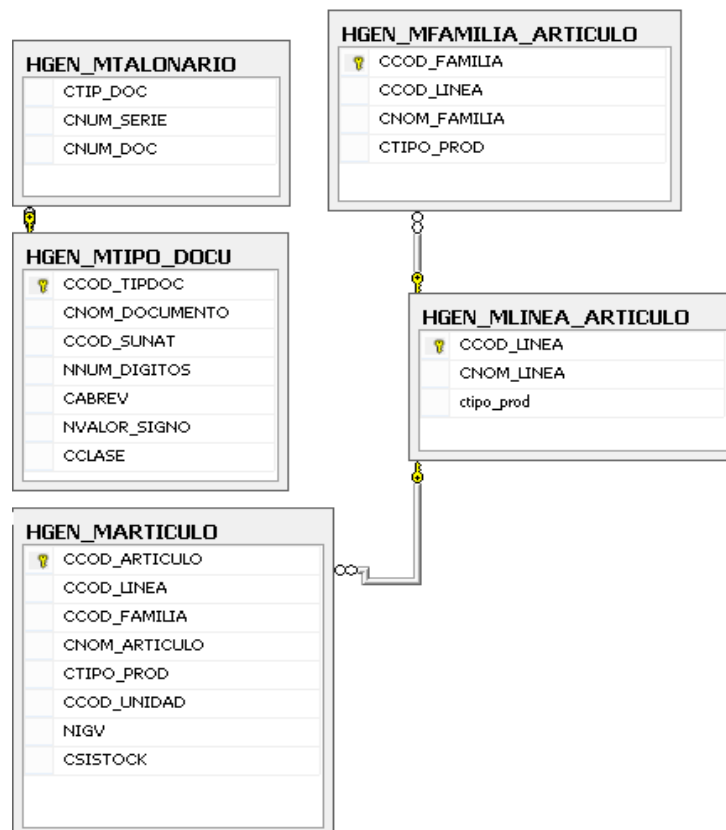 HGEN_MTALONARIO
CTIP_DOC
CNUM_SERIE
CNUM_DOC
HGEN_MFAMILIA_ARTICULO
CCOD_FAMILIA
CCOD_LINEA
CNOM_FAMILIA
CTIPO_PROD
HGEN_MTIPO_DOCU
CCOD_TIPDOC
CNOM_DOCUMENTO
CCOD_SUNAT
NNUM_DIGITOS
CABREV
NVALOR_SIGNO
CCLASE
HGEN_MLINEA_ARTICULO
CCOD_LINEA
CNOM_LINEA
ctipo_prod
HGEN_MARTICULO
CCOD_ARTICULO
CCOD_LINEA
CCOD_FAMILIA
CNOM_ARTICULO
CTIPO_PROD
CCOD_UNIDAD
NIGV
CSISTOCK